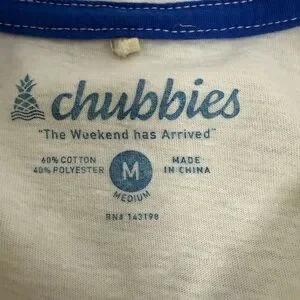 chubbies
"The Weekend has Arrived"
60% COTTON
40% POLYESTER
M
MEDIUM
MADE
IN CHINA
RN# 143198